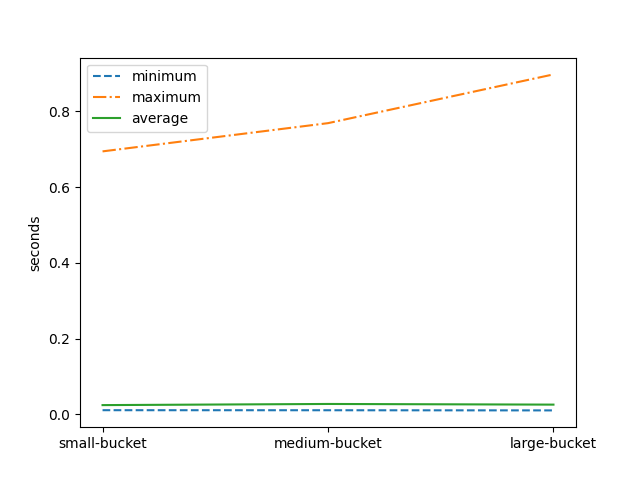 minimum
maximum
average
0.8
0.6
0.4
0.2
0.0
seconds
small-bucket
medium-bucket
large-bucket